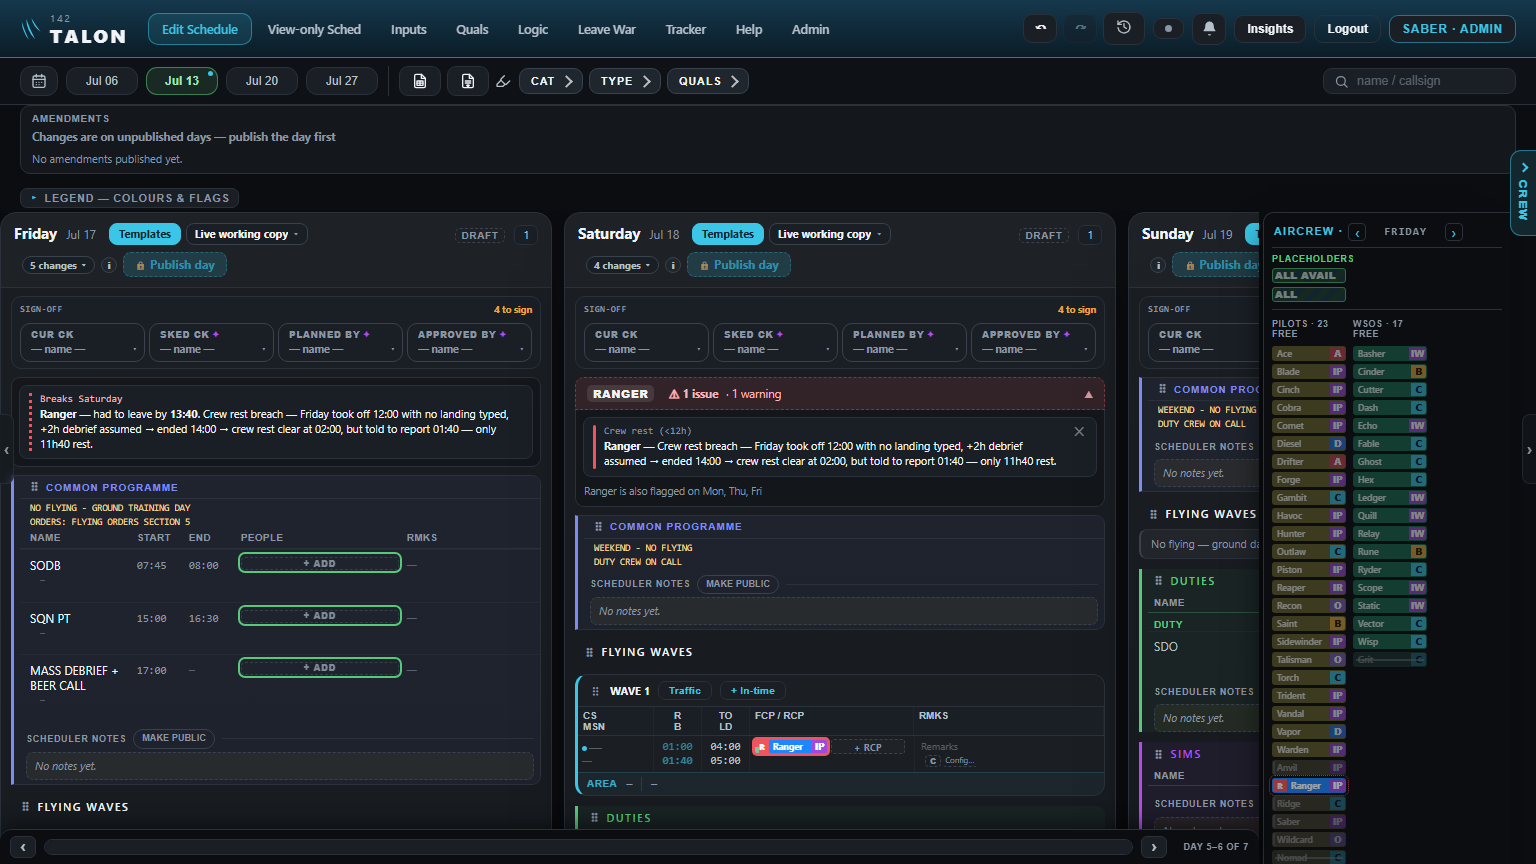 142
TALON
Edit Schedule
View-only Sched
Inputs
Quals
Logic
Leave War
Tracker
Help
Admin
Insights
Logout
SABER · ADMIN
Jul 06
Jul 13
Jul 20
Jul 27
CAT
TYPE
QUALS
name / callsign
AMENDMENTS
Changes are on unpublished days — publish the day first
No amendments published yet.
LEGEND — COLOURS & FLAGS
CREW
Friday Jul 17
Templates
Live working copy
DRAFT
1
5 changes
i
Publish day
SIGN-OFF
4 to sign
CUR CK
— name —
SKED CK
— name —
PLANNED BY
— name —
APPROVED BY
— name —
Breaks Saturday
Ranger — had to leave by 13:40. Crew rest breach — Friday took off 12:00 with no landing typed,
+2h debrief assumed → ended 14:00 → crew rest clear at 02:00, but told to report 01:40 — only
11h40 rest.
COMMON PROGRAMME
NO FLYING - GROUND TRAINING DAY
ORDERS: FLYING ORDERS SECTION 5
NAME START END PEOPLE RMKS
SODB 07:45 08:00 + ADD —
—
SQN PT 15:00 16:30 + ADD —
—
MASS DEBRIEF +
BEER CALL 17:00 — + ADD —
—
SCHEDULER NOTES
MAKE PUBLIC
No notes yet.
FLYING WAVES
Saturday Jul 18
Templates
Live working copy
DRAFT
1
4 changes
i
Publish day
SIGN-OFF
4 to sign
CUR CK
— name —
SKED CK
— name —
PLANNED BY
— name —
APPROVED BY
— name —
RANGER
1 issue · 1 warning
Crew rest (<12h)
Ranger — Crew rest breach — Friday took off 12:00 with no landing typed, +2h debrief
assumed → ended 14:00 → crew rest clear at 02:00, but told to report 01:40 — only 11h40 rest.
Ranger is also flagged on Mon, Thu, Fri
COMMON PROGRAMME
WEEKEND - NO FLYING
DUTY CREW ON CALL
SCHEDULER NOTES
MAKE PUBLIC
No notes yet.
FLYING WAVES
WAVE 1
Traffic
+ In-time
CS R TO FCP / RCP RMKS
MSN B LD
— 01:00 04:00 R Ranger IP + RCP Remarks
— 01:40 05:00 C Config...
AREA — —
DUTIES
Sunday Jul 19
i
Publish day
SIGN-OFF
CUR CK
— name —
COMMON PROG
WEEKEND - NO FLYING
DUTY CREW ON CALL
SCHEDULER NOTES
No notes yet.
FLYING WAVES
No flying — ground da
DUTIES
NAME
DUTY
SDO
SCHEDULER NOTES
No notes yet.
SIMS
NAME
SCHEDULER NOTES
AIRCREW ·
FRIDAY
PLACEHOLDERS
ALL AVAIL
ALL
PILOTS · 23
FREE
WSOS · 17
FREE
Ace A
Blade IP
Cinch IP
Cobra IP
Comet IP
Diesel D
Drifter A
Forge IP
Gambit C
Havoc IP
Hunter IP
Outlaw C
Piston IP
Reaper IR
Recon O
Saint B
Sidewinder IP
Talisman O
Torch C
Trident IP
Vandal IP
Vapor D
Warden IP
Anvil IP
R Ranger IP
Ridge C
Saber IP
Wildcard O
Nomad C
Basher IW
Cinder B
Cutter C
Dash C
Echo IW
Fable C
Ghost C
Hex C
Ledger IW
Quill IW
Relay IW
Rune B
Ryder C
Scope IW
Static IW
Vector C
Wisp C
Grit C
DAY 5–6 OF 7